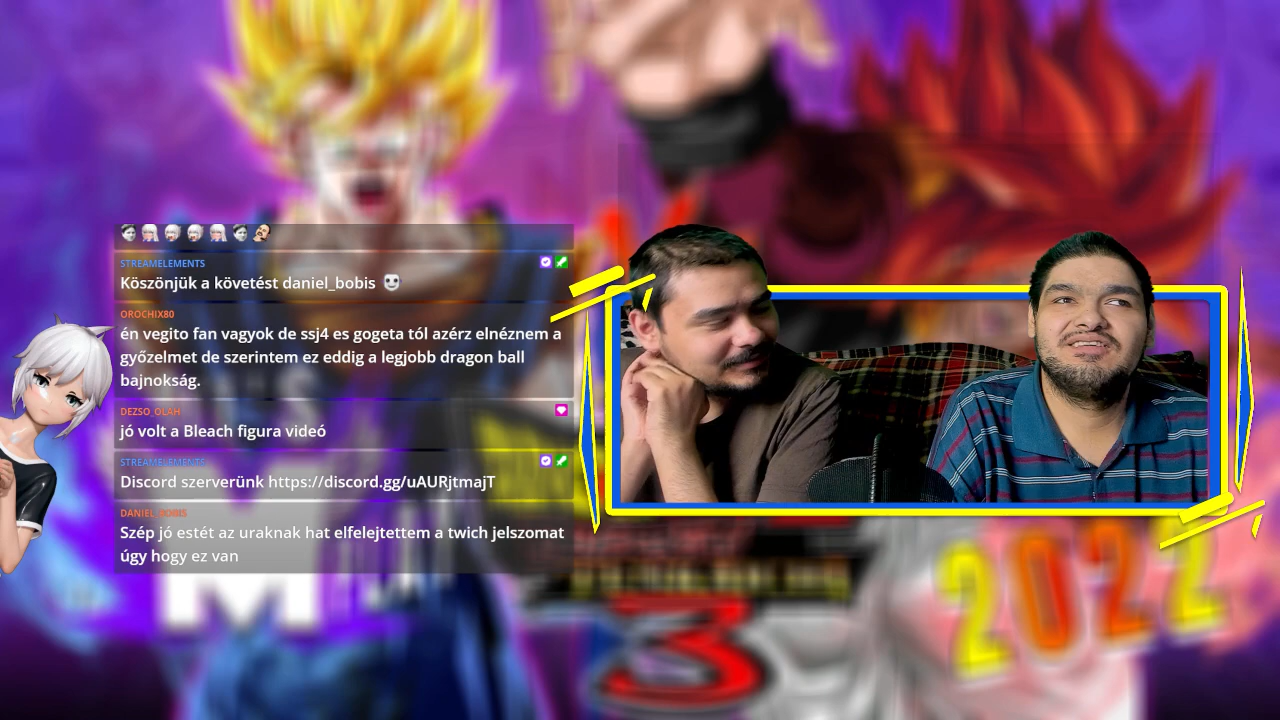 STREAMELEMENTS
Köszönjük a követést daniel_bobis
OROCHIX80
én vegito fan vagyok de ssj4 es gogeta tól azérz elnéznem a
győzelmet de szerintem ez eddig a legjobb dragon ball
bajnokság.
DEZSO_OLAH
jó volt a Bleach figura videó
STREAMELEMENTS
Discord szerverünk https://discord.gg/uAURjtmajT
DANIEL_BOBIS
Szép jó estét az uraknak hat elfelejtettem a twich jelszomat
úgy hogy ez van
3
2022